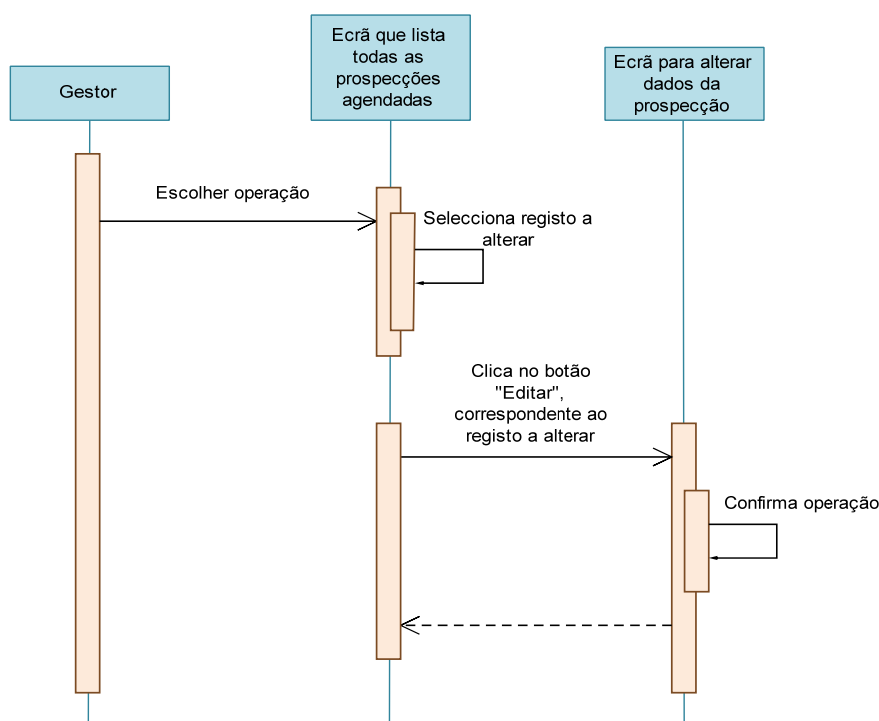 Gestor
Ecrã que lista
todas as
prospecções
agendadas
Ecrã para alterar
dados da
prospecção
Escolher operação
Selecciona registo a
alterar
Clica no botão
"Editar",
correspondente ao
registo a alterar
Confirma operação